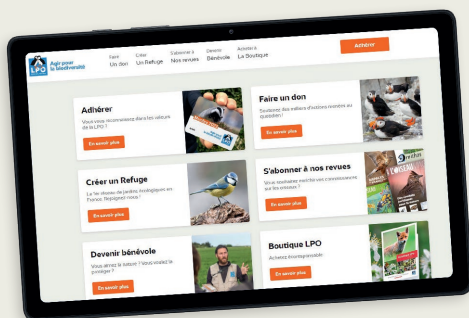 LPO
Agir pour
la biodiversité
Faire
Un don
Créer
Un Refuge
S'abonner à
Nos revues
Devenir
Bénévole
Acheter à
La Boutique
Adhérer
Adhérer
Vous vous reconnaissez dans les valeurs
de la LPO ?
En savoir plus
Faire un don
Soutenez des milliers d'actions menées au
quotidien !
En savoir plus
Créer un Refuge
Le 1er réseau de jardins écologiques en
France. Rejoignez-nous !
En savoir plus
S'abonner à nos revues
Vous souhaitez enrichir vos connaissances
sur les oiseaux ?
En savoir plus
L'OISEAU
Devenir bénévole
Vous aimez la nature ? Vous voulez la
protéger ?
En savoir plus
Boutique LPO
Achetez écoresponsable
En savoir plus